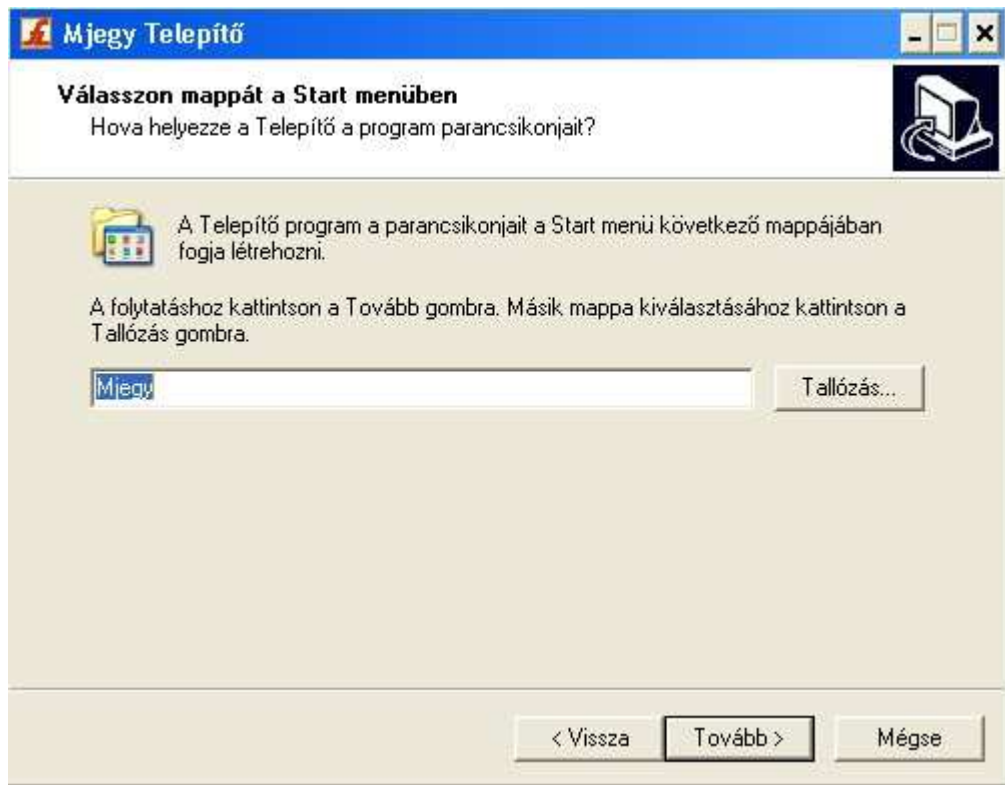 Mjegy Telepítő
Válasszon mappát a Start menüben
Hova helyezze a Telepítő a program parancsikonjait?
A Telepítő program a parancsikonjait a Start menü következő mappájában
fogja létrehozni.
A folytatáshoz kattintson a Tovább gombra. Másik mappa kiválasztásához kattintson a
Tallózás gombra.
Mjegy
Tallózás...
< Vissza
Tovább >
Mégse